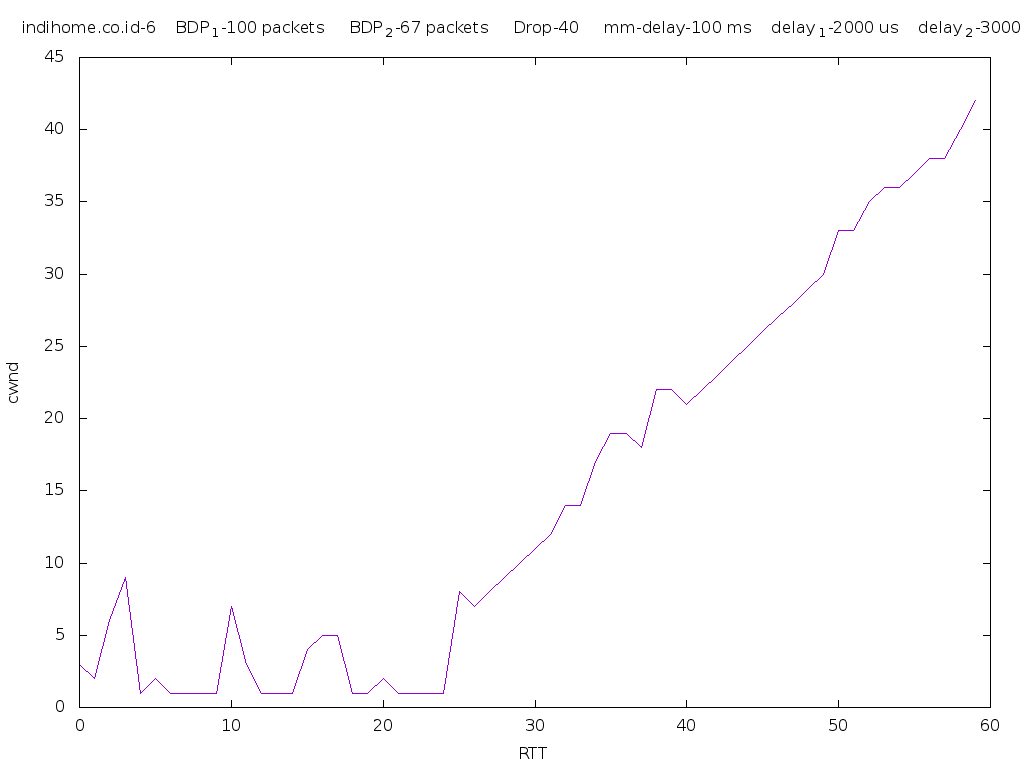 indihome.co.id-6 BDP1-100 packets BDP2-67 packets Drop-40 mm-delay-100 ms delay1-2000 us delay2-3000
45
40
35
30
25
20
15
10
5
0
cwnd
0 10 20 30 40 50 60
RTT